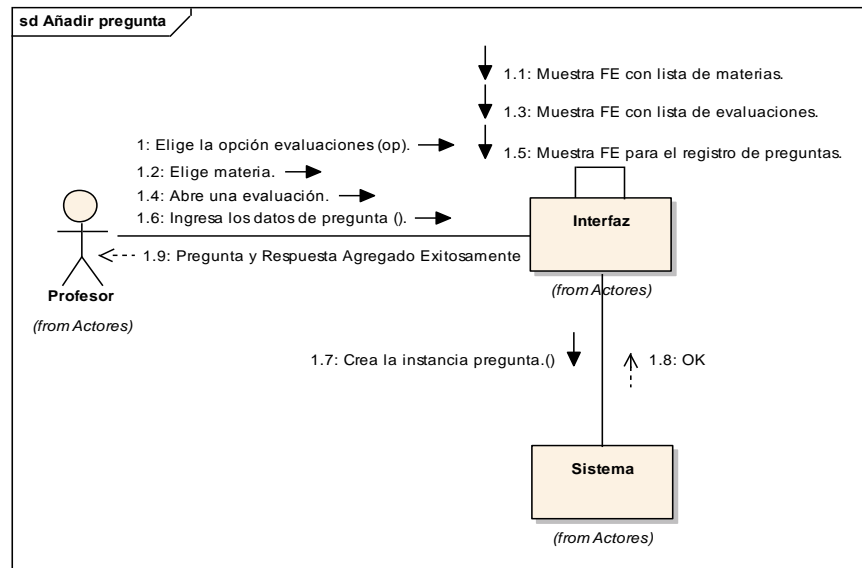 sd Añadir pregunta
1.1: Muestra FE con lista de materias.
1.3: Muestra FE con lista de evaluaciones.
1: Elige la opción evaluaciones (op).
1.5: Muestra FE para el registro de preguntas.
1.2: Elige materia.
1.4: Abre una evaluación.
1.6: Ingresa los datos de pregunta ().
Interfaz
1.9: Pregunta y Respuesta Agregado Exitosamente
Profesor
(from Actores)
(from Actores)
1.7: Crea la instancia pregunta.()
1.8: OK
Sistema
(from Actores)